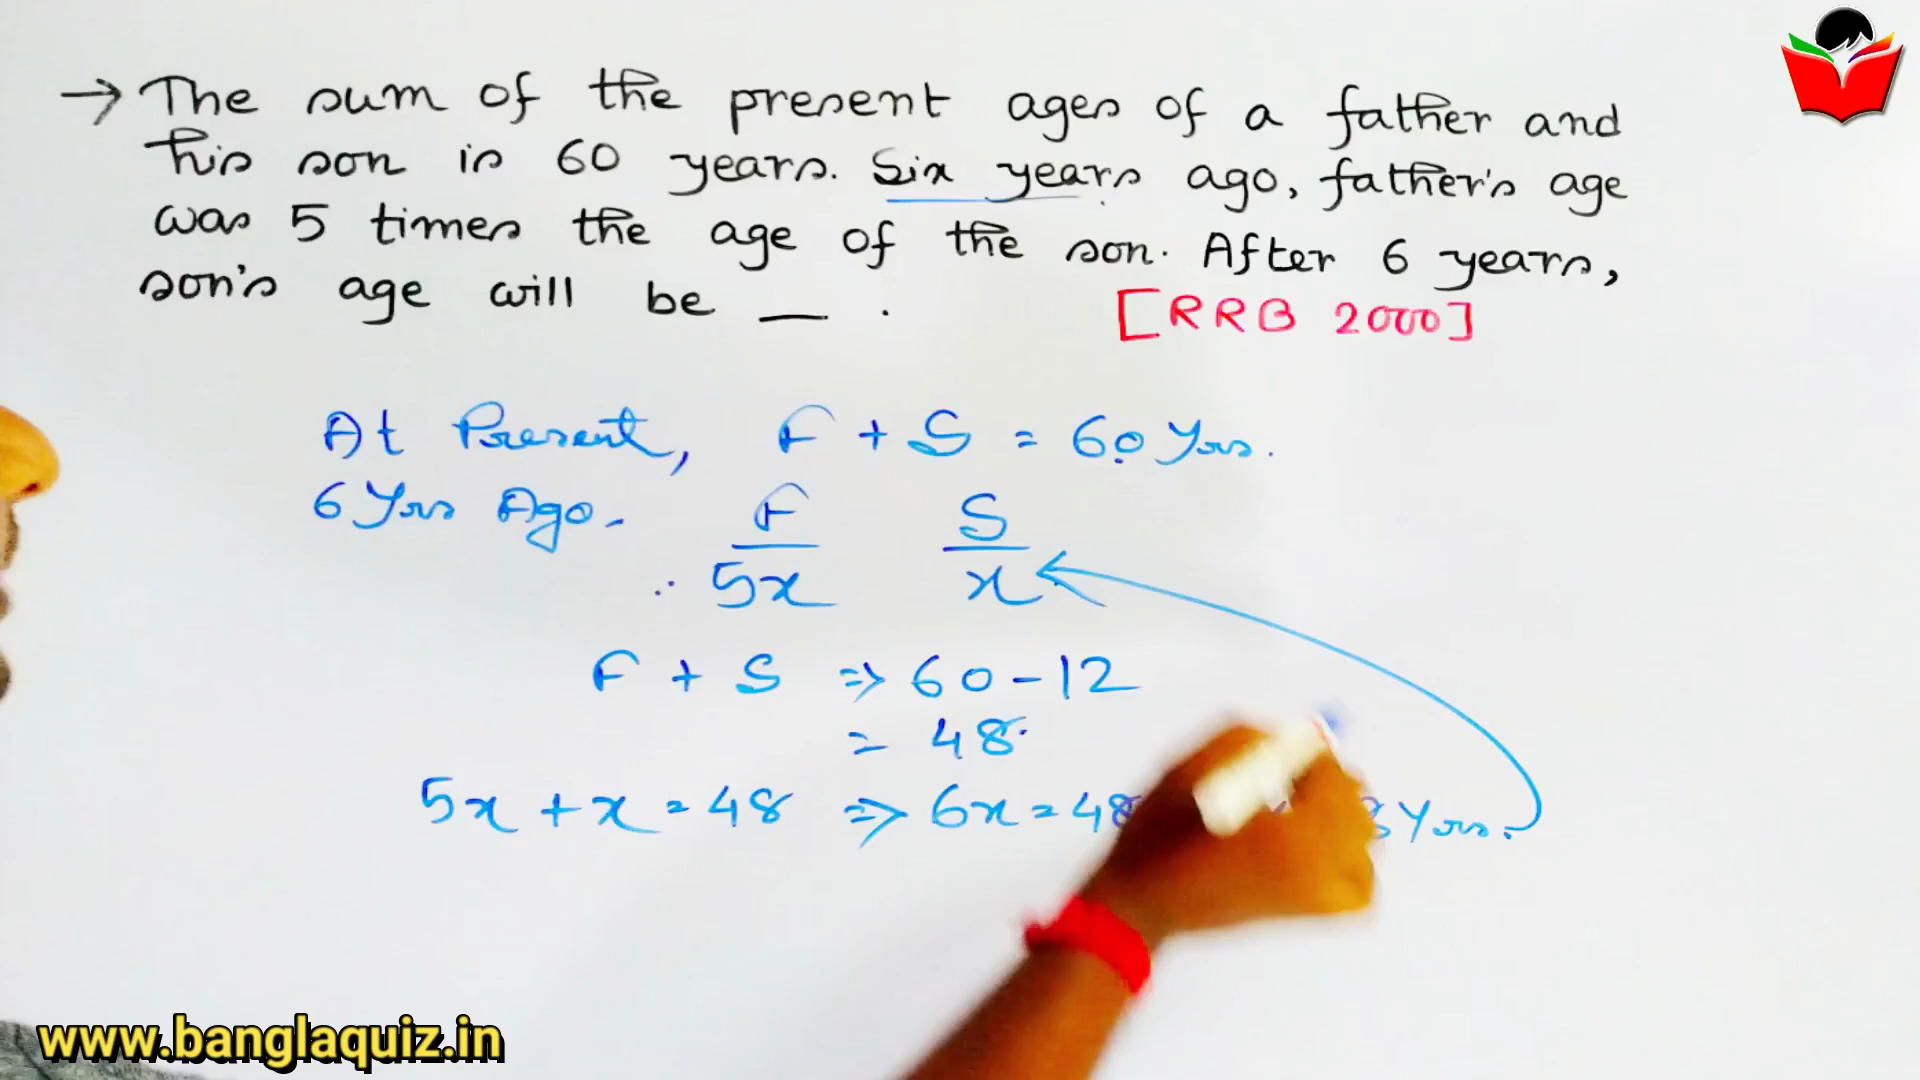 → The sum of the present ages of a father and
his son is 60 years. Six years ago, father's age
was 5 times the age of the son. After 6 years,
son's age will be __ .
[RRB 2000]
At Present, F + S = 60 Yrs.
6 Yrs Ago - F S
5x x
F + S ⇒ 60 - 12
= 48
5x + x = 48 ⇒ 6x = 48 8 Yrs.
www.banglaquiz.in